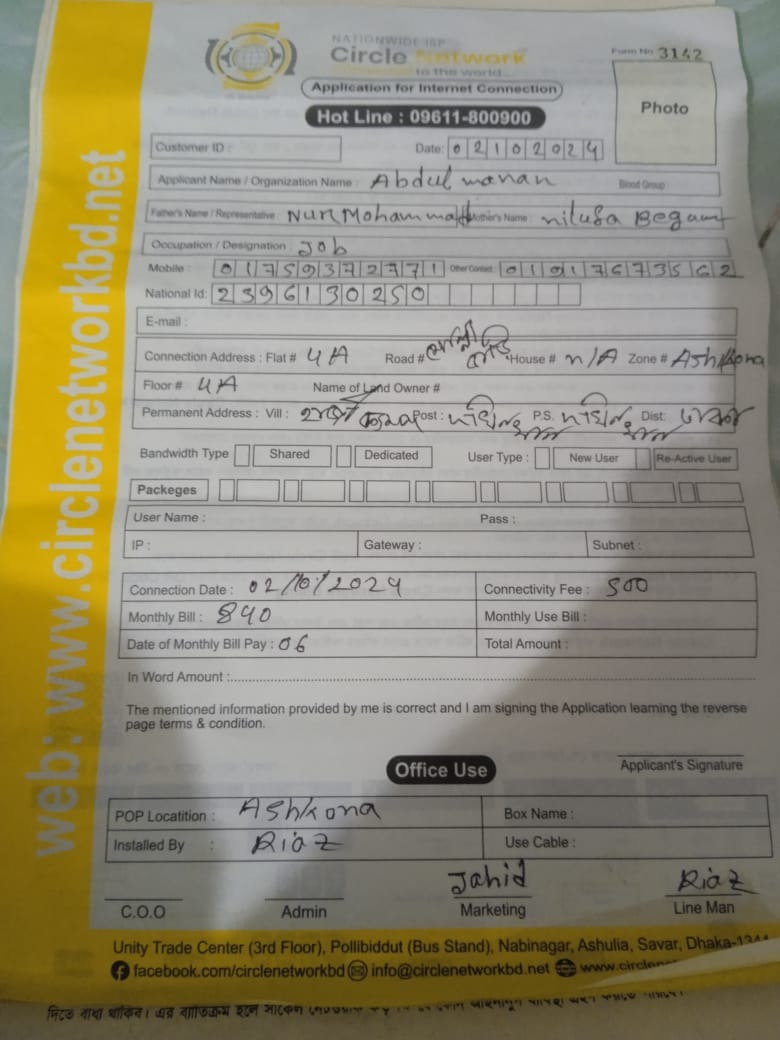 NATIONWIDE ISP
Circle Network
to the world...
Form No 3142
Application for Internet Connection
Hot Line : 09611-800900
Photo
Customer ID :
Date: 02102024
Applicant Name / Organization Name : Abdul manan Blood Group :
Father's Name / Representative : Nur Mohammad Mother's Name : nilufa Begam
Occupation / Designation : Job
Mobile : 01759372771 Other Contact : 01917673562
National Id: 2396130250
E-mail :
Connection Address : Flat # 4A Road # House # n/A Zone # Ashkona
Floor # 4A Name of Land Owner #
Permanent Address : Vill : Post : P.S. Dist:
Bandwidth Type Shared Dedicated User Type : New User Re-Active User
Packeges
User Name : Pass :
IP : Gateway : Subnet :
Connection Date : 02/10/2024 Connectivity Fee : 500
Monthly Bill : 840 Monthly Use Bill :
Date of Monthly Bill Pay : 06 Total Amount :
In Word Amount :
The mentioned information provided by me is correct and I am signing the Application learning the reverse
page terms & condition.
Applicant's Signature
Office Use
POP Locatition : Ashkona Box Name :
Installed By : Riaz Use Cable :
Jahid Riaz
C.O.O Admin Marketing Line Man
Unity Trade Center (3rd Floor), Pollibiddut (Bus Stand), Nabinagar, Ashulia, Savar, Dhaka-1344
facebook.com/circlenetworkbd info@circlenetworkbd.net
web: www.circlenetworkbd.net
দিতে বাধ্য থাকিব। এর ব্যতিক্রম হলে সার্কেল